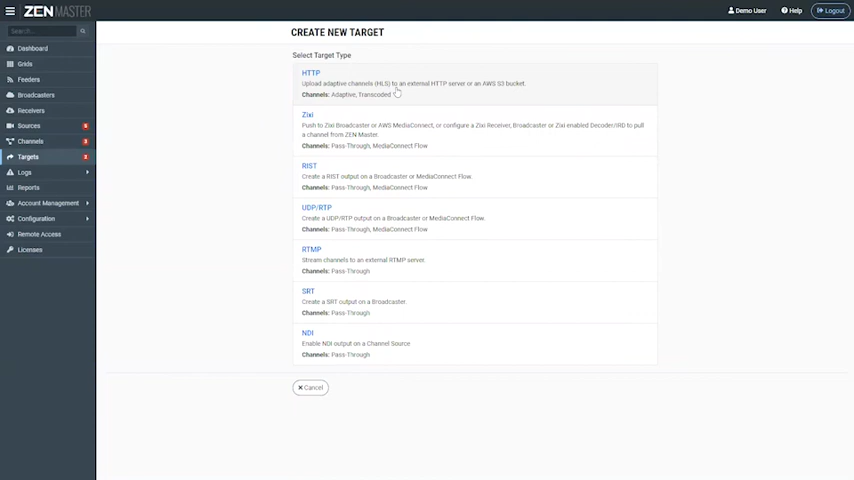 ZEN MASTER
Demo User
Help
Logout
Search...
Dashboard
Grids
Feeders
Broadcasters
Receivers
Sources
Channels
Targets
Logs
Reports
Account Management
Configuration
Remote Access
Licenses
CREATE NEW TARGET
Select Target Type
HTTP
Upload adaptive channels (HLS) to an external HTTP server or an AWS S3 bucket.
Channels: Adaptive, Transcoded
Zixi
Push to Zixi Broadcaster or AWS MediaConnect, or configure a Zixi Receiver, Broadcaster or Zixi enabled Decoder/IRD to pull
a channel from ZEN Master.
Channels: Pass-Through, MediaConnect Flow
RIST
Create a RIST output on a Broadcaster or MediaConnect Flow.
Channels: Pass-Through, MediaConnect Flow
UDP/RTP
Create a UDP/RTP output on a Broadcaster or MediaConnect Flow.
Channels: Pass-Through, MediaConnect Flow
RTMP
Stream channels to an external RTMP server.
Channels: Pass-Through
SRT
Create a SRT output on a Broadcaster.
Channels: Pass-Through
NDI
Enable NDI output on a Channel Source
Channels: Pass-Through
Cancel